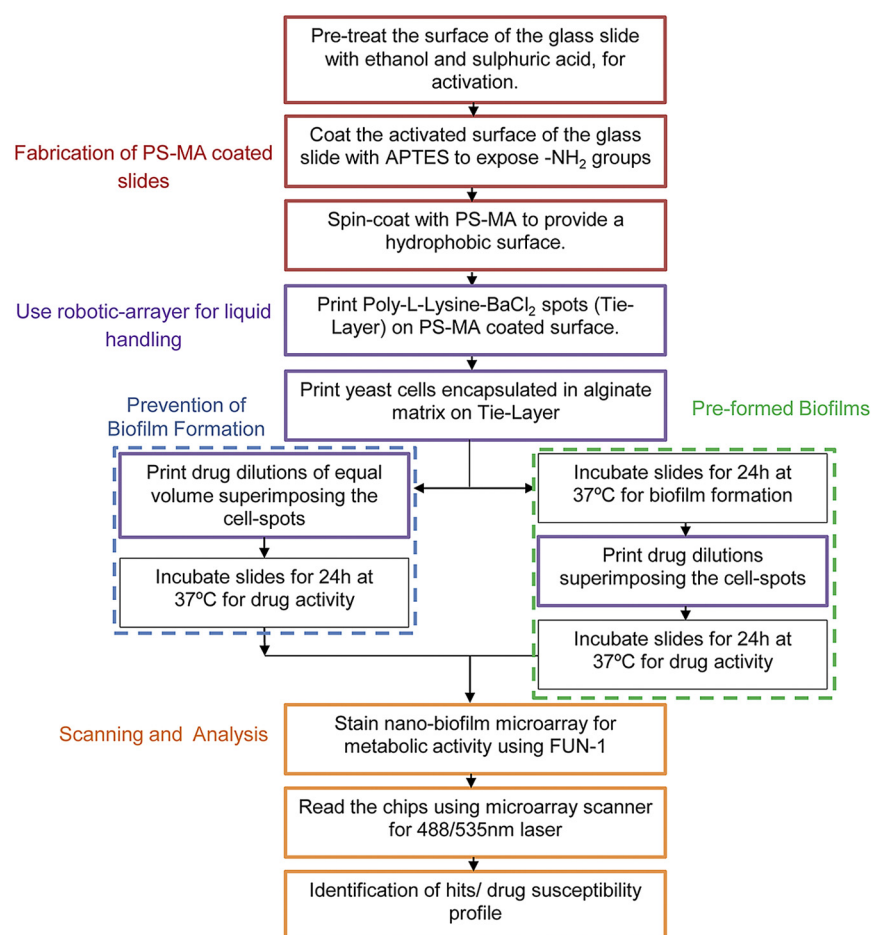 Pre-treat the surface of the glass slide
with ethanol and sulphuric acid, for
activation.
Fabrication of PS-MA coated
slides
Coat the activated surface of the glass
slide with APTES to expose -NH₂ groups
Spin-coat with PS-MA to provide a
hydrophobic surface.
Use robotic-arrayer for liquid
handling
Print Poly-L-Lysine-BaCl₂ spots (Tie-
Layer) on PS-MA coated surface.
Print yeast cells encapsulated in alginate
matrix on Tie-Layer
Prevention of
Biofilm Formation
Print drug dilutions of equal
volume superimposing the
cell-spots
Incubate slides for 24h at
37ºC for drug activity
Pre-formed Biofilms
Incubate slides for 24h at
37ºC for biofilm formation
Print drug dilutions
superimposing the cell-spots
Incubate slides for 24h at
37ºC for drug activity
Scanning and Analysis
Stain nano-biofilm microarray for
metabolic activity using FUN-1
Read the chips using microarray scanner
for 488/535nm laser
Identification of hits/ drug susceptibility
profile